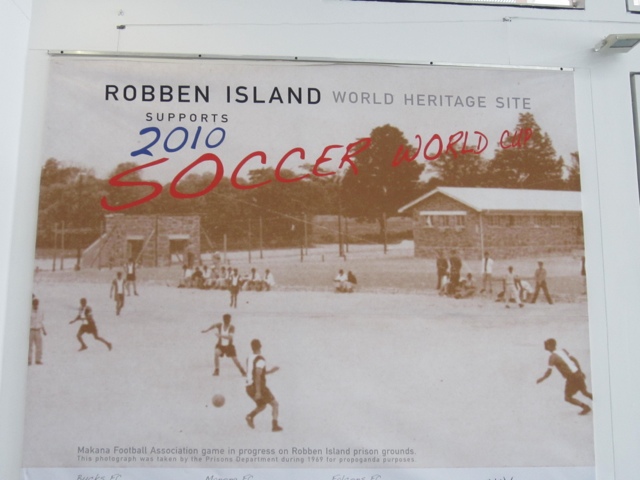 ROBBEN ISLAND WORLD HERITAGE SITE
SUPPORTS
2010
SOCCER WORLD CUP
Makana Football Association game in progress on Robben Island prison grounds.
This photograph was taken by the Prisons Department during 1969 for propaganda purposes.